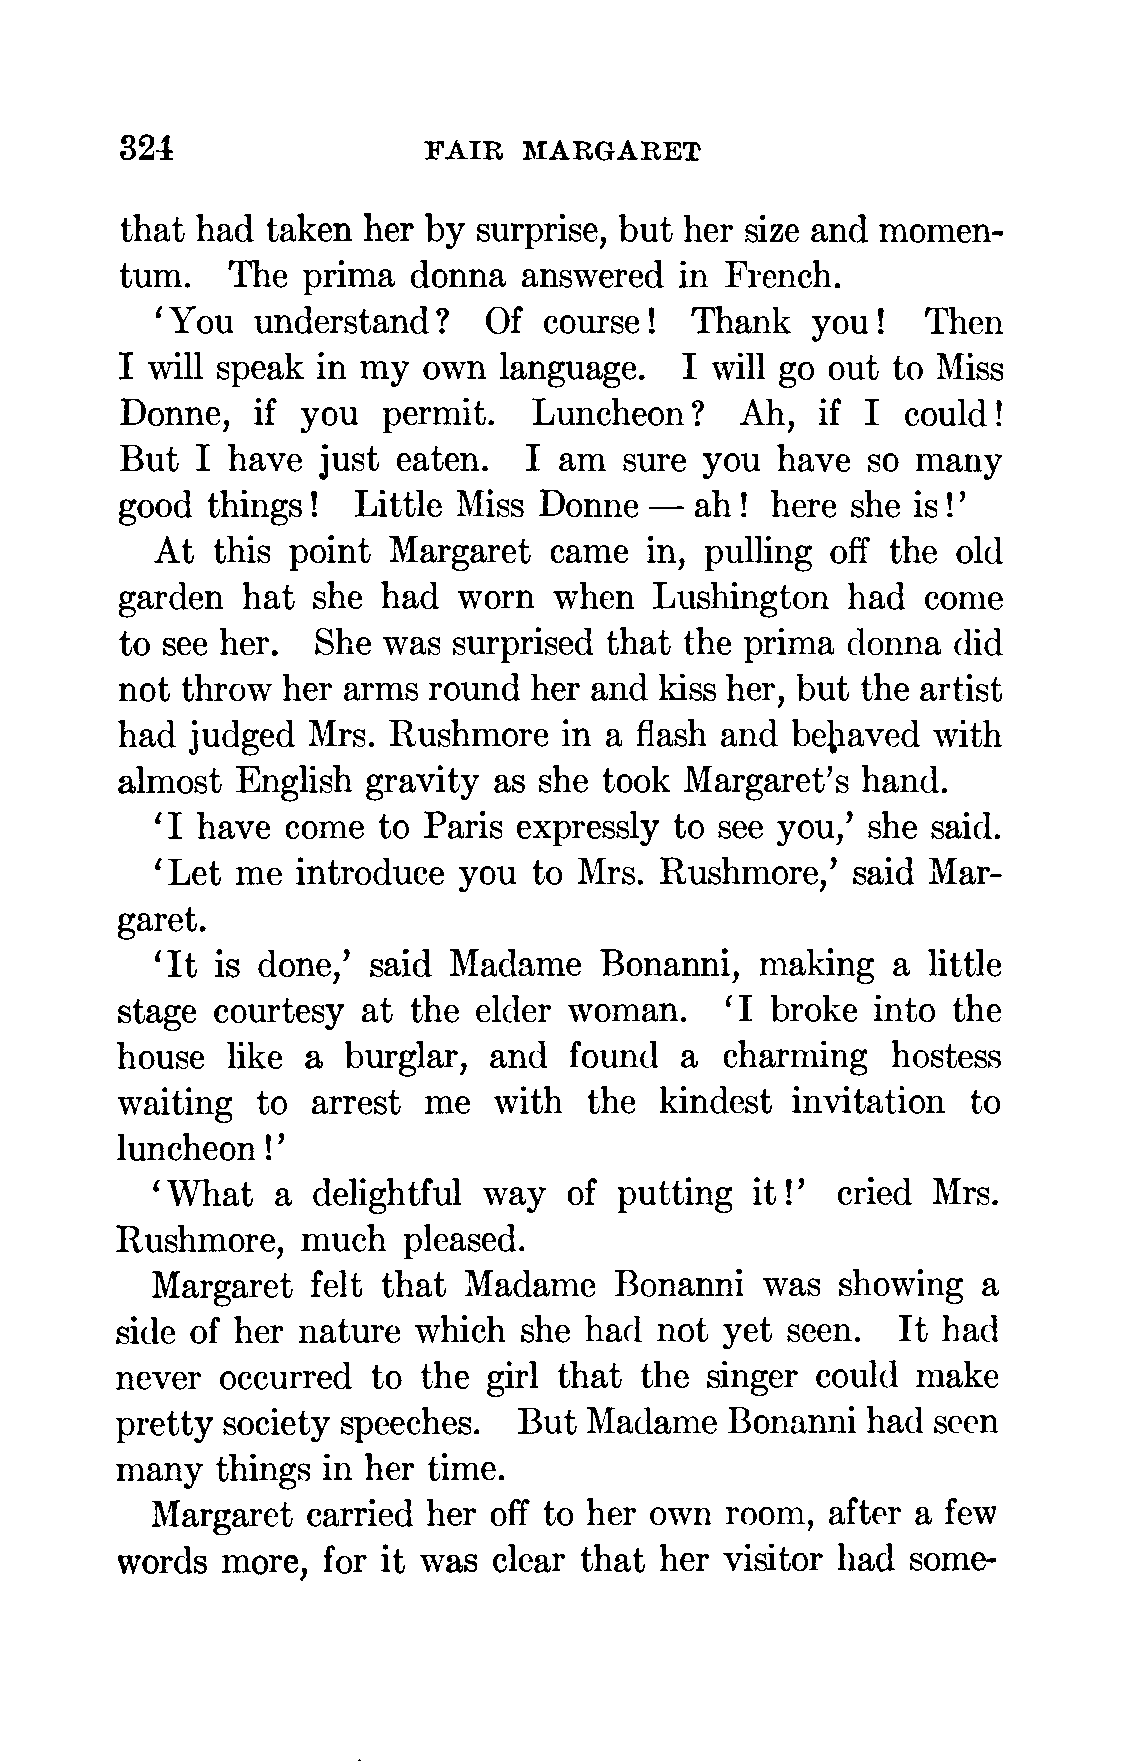 324 FAIR MARGARET
that had taken her by surprise, but her size and momen-
tum. The prima donna answered in French.
'You understand? Of course! Thank you! Then
I will speak in my own language. I will go out to Miss
Donne, if you permit. Luncheon? Ah, if I could!
But I have just eaten. I am sure you have so many
good things! Little Miss Donne — ah! here she is!'
At this point Margaret came in, pulling off the old
garden hat she had worn when Lushington had come
to see her. She was surprised that the prima donna did
not throw her arms round her and kiss her, but the artist
had judged Mrs. Rushmore in a flash and behaved with
almost English gravity as she took Margaret's hand.
'I have come to Paris expressly to see you,' she said.
'Let me introduce you to Mrs. Rushmore,' said Mar-
garet.
'It is done,' said Madame Bonanni, making a little
stage courtesy at the elder woman. 'I broke into the
house like a burglar, and found a charming hostess
waiting to arrest me with the kindest invitation to
luncheon!'
'What a delightful way of putting it!' cried Mrs.
Rushmore, much pleased.
Margaret felt that Madame Bonanni was showing a
side of her nature which she had not yet seen. It had
never occurred to the girl that the singer could make
pretty society speeches. But Madame Bonanni had seen
many things in her time.
Margaret carried her off to her own room, after a few
words more, for it was clear that her visitor had some-